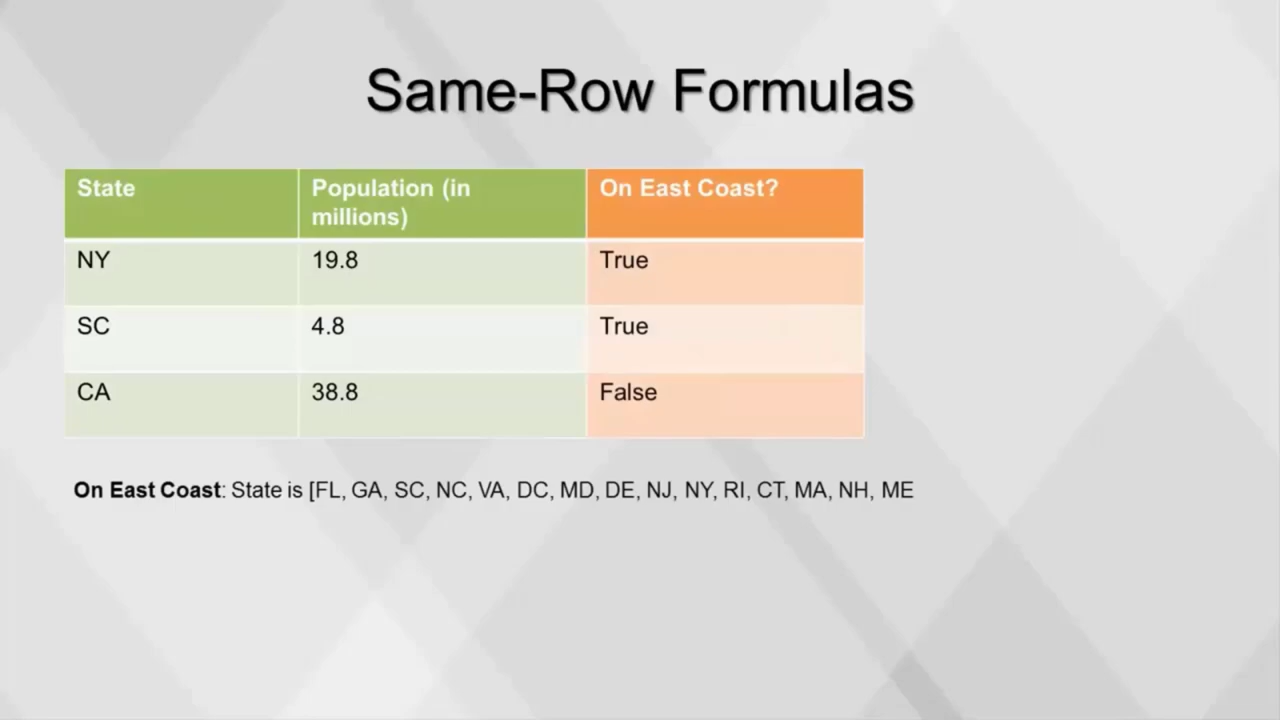 Same-Row Formulas
State
Population (in
millions)
On East Coast?
NY
19.8
True
SC
4.8
True
CA
38.8
False
On East Coast: State is [FL, GA, SC, NC, VA, DC, MD, DE, NJ, NY, RI, CT, MA, NH, ME